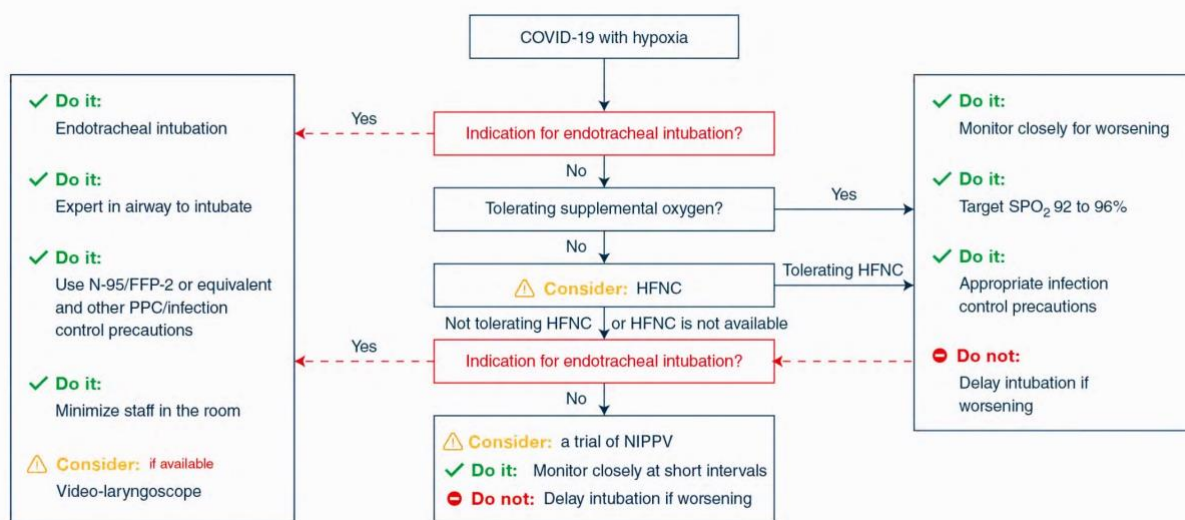 COVID-19 with hypoxia
Indication for endotracheal intubation?
Yes
No
Tolerating supplemental oxygen?
Yes
No
Consider: HFNC
Tolerating HFNC
Not tolerating HFNC or HFNC is not available
Indication for endotracheal intubation?
Yes
No
Consider: a trial of NIPPV
Do it: Monitor closely at short intervals
Do not: Delay intubation if worsening
Do it:
Endotracheal intubation
Do it:
Expert in airway to intubate
Do it:
Use N-95/FFP-2 or equivalent
and other PPC/infection
control precautions
Do it:
Minimize staff in the room
Consider: if available
Video-laryngoscope
Do it:
Monitor closely for worsening
Do it:
Target SPO₂ 92 to 96%
Do it:
Appropriate infection
control precautions
Do not:
Delay intubation if
worsening